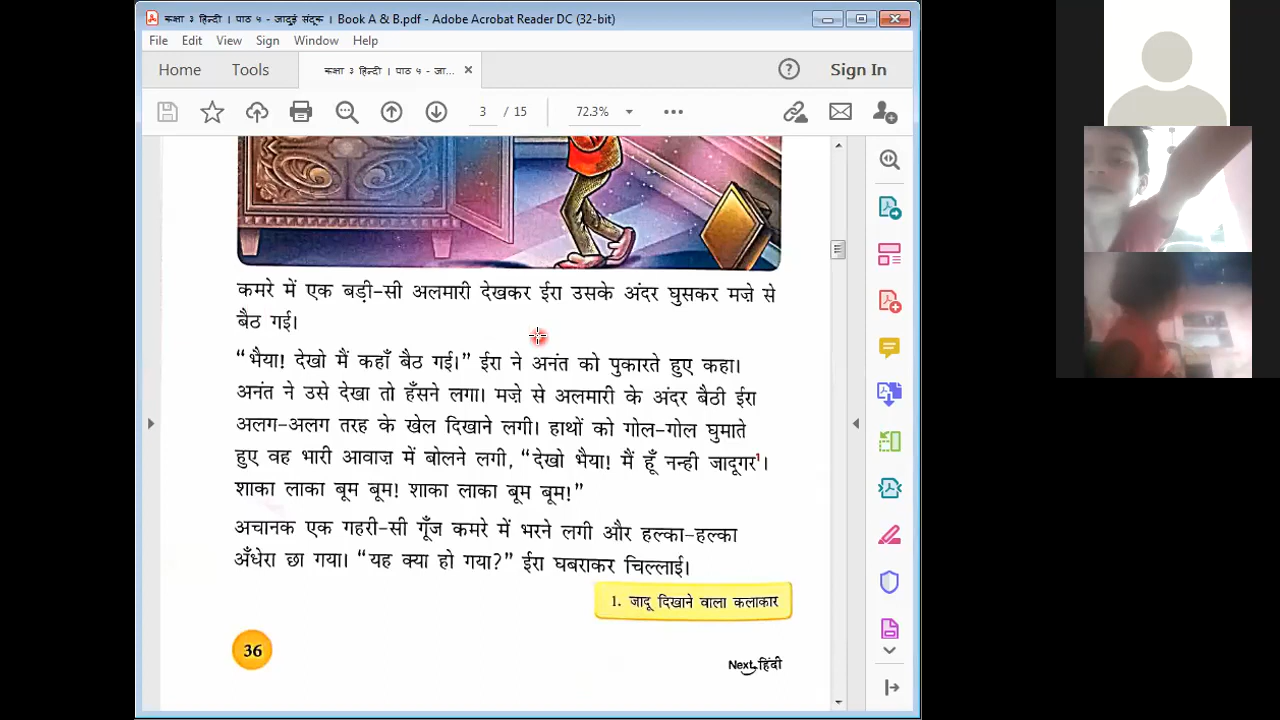 कक्षा ३ हिन्दी । पाठ ५ - जादुई संदूक । Book A & B.pdf - Adobe Acrobat Reader DC (32-bit)
File Edit View Sign Window Help
Home Tools कक्षा ३ हिन्दी । पाठ ५ - जा... Sign In
3 / 15 72.3%
कमरे में एक बड़ी-सी अलमारी देखकर ईरा उसके अंदर घुसकर मज़े से
बैठ गई।
“भैया! देखो मैं कहाँ बैठ गई।” ईरा ने अनंत को पुकारते हुए कहा।
अनंत ने उसे देखा तो हँसने लगा। मज़े से अलमारी के अंदर बैठी ईरा
अलग-अलग तरह के खेल दिखाने लगी। हाथों को गोल-गोल घुमाते
हुए वह भारी आवाज़ में बोलने लगी, “देखो भैया! मैं हूँ नन्ही जादूगर¹।
शाका लाका बूम बूम! शाका लाका बूम बूम!”
अचानक एक गहरी-सी गूँज कमरे में भरने लगी और हल्का-हल्का
अँधेरा छा गया। “यह क्या हो गया?” ईरा घबराकर चिल्लाई।
1. जादू दिखाने वाला कलाकार
36
Next हिंदी